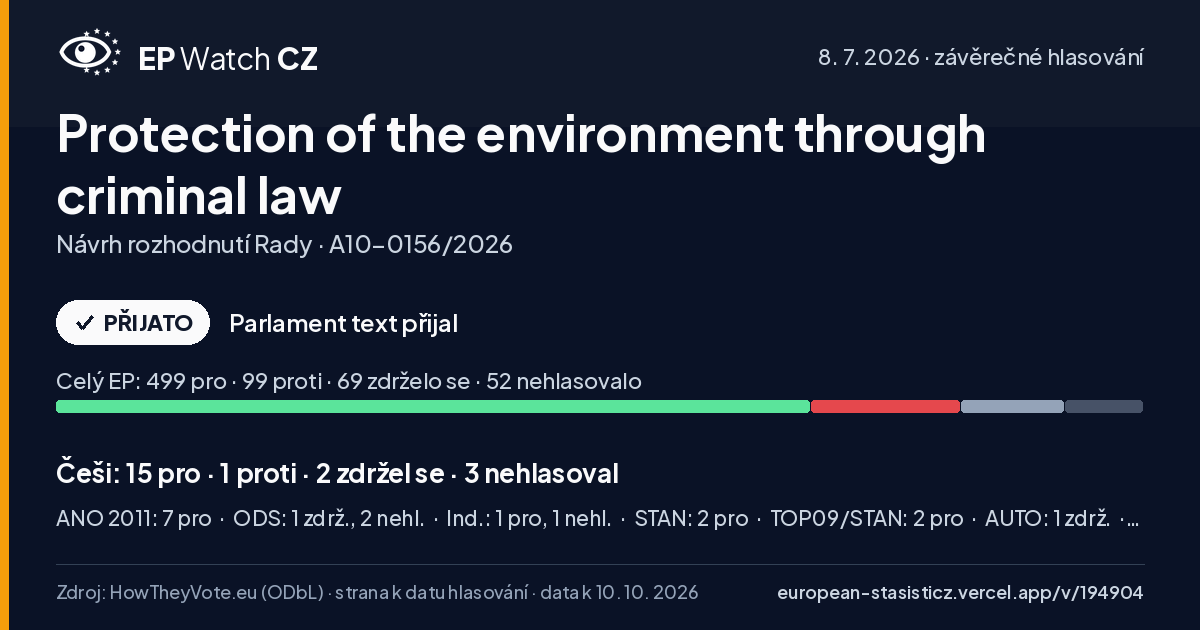 EP Watch CZ
8. 7. 2026 · závěrečné hlasování
Protection of the environment through
criminal law
Návrh rozhodnutí Rady · A10-0156/2026
✓ PŘIJATO
Parlament text přijal
Celý EP: 499 pro · 99 proti · 69 zdrželo se · 52 nehlasovalo
Češi: 15 pro · 1 proti · 2 zdržel se · 3 nehlasoval
ANO 2011: 7 pro · ODS: 1 zdrž., 2 nehl. · Ind.: 1 pro, 1 nehl. · STAN: 2 pro · TOP09/STAN: 2 pro · AUTO: 1 zdrž. ·…
Zdroj: HowTheyVote.eu (ODbL) · strana k datu hlasování · data k 10. 10. 2026
european-stasisticz.vercel.app/v/194904